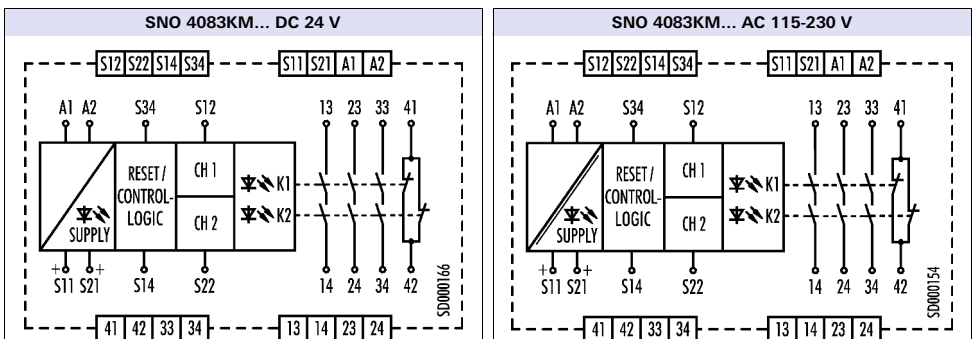 SNO 4083KM... DC 24 V
S12 S22 S14 S34 S11 S21 A1 A2
A1 A2 S34 S12 13 23 33 41
RESET/
CONTROL-
LOGIC
CH 1
CH 2
K1
K2
SUPPLY
+ +
S11 S21 S14 S22 14 24 34 42
SD000166
41 42 33 34 13 14 23 24
SNO 4083KM... AC 115-230 V
S12 S22 S14 S34 S11 S21 A1 A2
A1 A2 S34 S12 13 23 33 41
RESET/
CONTROL-
LOGIC
CH 1
CH 2
K1
K2
SUPPLY
+ +
S11 S21 S14 S22 14 24 34 42
SD000154
41 42 33 34 13 14 23 24